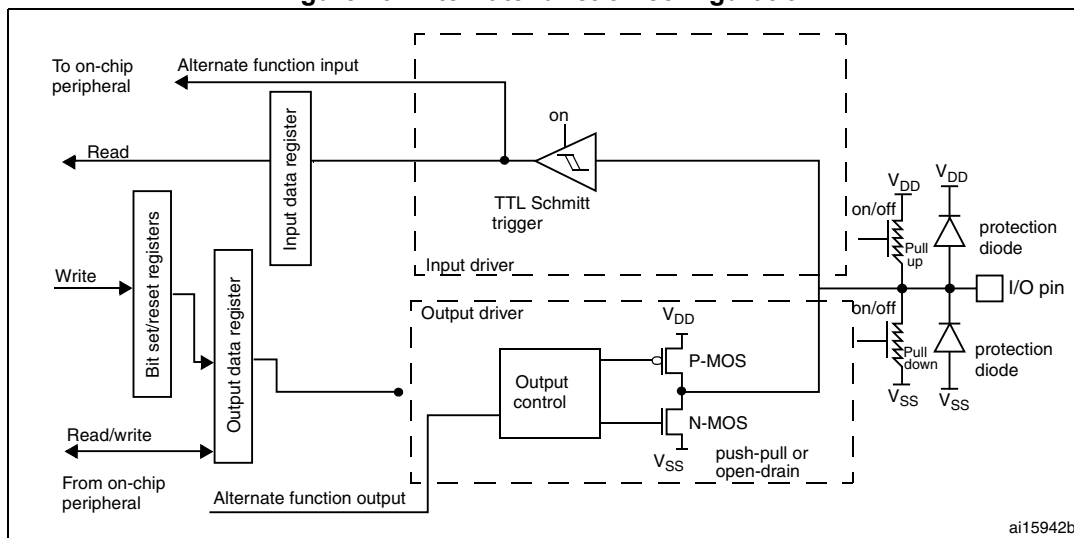 To on-chip
peripheral
Alternate function input
on
Read
Input data register
TTL Schmitt
trigger
Input driver
Write
Bit set/reset registers
Output data register
Read/write
From on-chip
peripheral
Alternate function output
Output driver
Output
control
VDD
P-MOS
N-MOS
VSS
push-pull or
open-drain
VDD
on/off
Pull
up
protection
diode
I/O pin
on/off
Pull
down
VSS
protection
diode
VSS
ai15942b